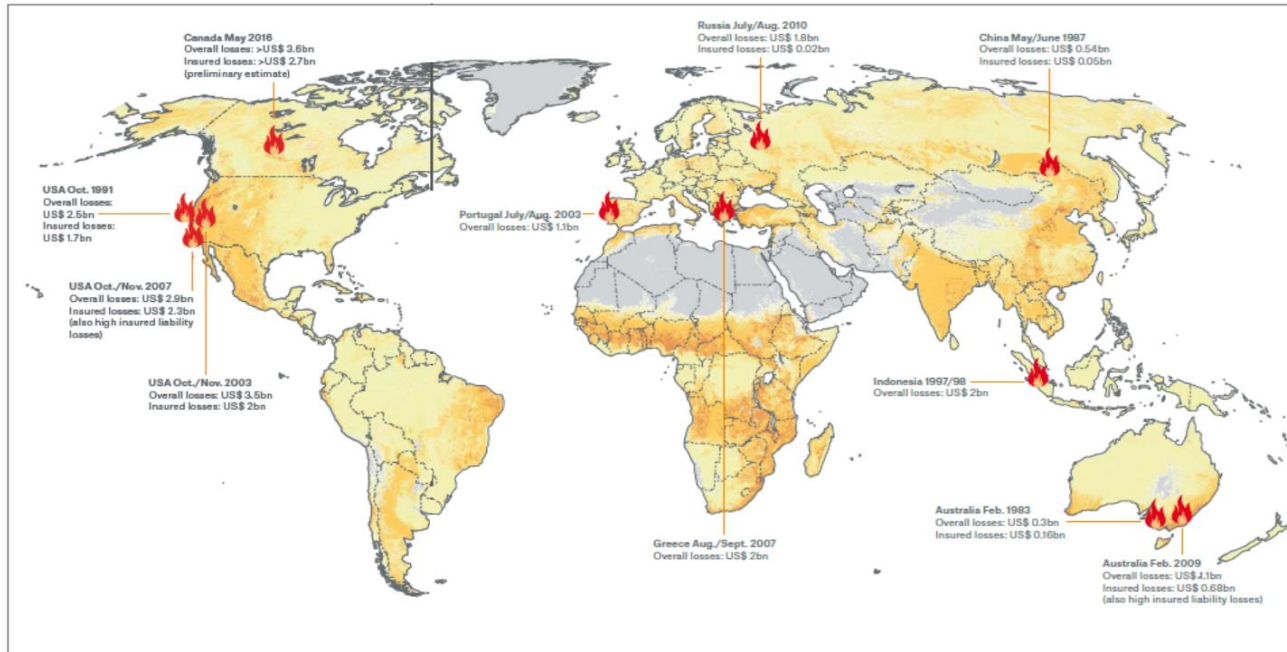 Canada May 2016
Overall losses: >US$ 3.6bn
Insured losses: >US$ 2.7bn
(preliminary estimate)
Russia July/Aug. 2010
Overall losses: US$ 1.8bn
Insured losses: US$ 0.02bn
China May/June 1987
Overall losses: US$ 0.54bn
Insured losses: US$ 0.05bn
USA Oct. 1991
Overall losses:
US$ 2.5bn
Insured losses:
US$ 1.7bn
Portugal July/Aug. 2003
Overall losses: US$ 1.1bn
USA Oct./Nov. 2007
Overall losses: US$ 2.9bn
Insured losses: US$ 2.3bn
(also high insured liability
losses)
USA Oct./Nov. 2003
Overall losses: US$ 3.5bn
Insured losses: US$ 2bn
Indonesia 1997/98
Overall losses: US$ 2bn
Australia Feb. 1983
Overall losses: US$ 0.3bn
Insured losses: US$ 0.16bn
Greece Aug./Sept. 2007
Overall losses: US$ 2bn
Australia Feb. 2009
Overall losses: US$ 1.1bn
Insured losses: US$ 0.68bn
(also high insured liability losses)